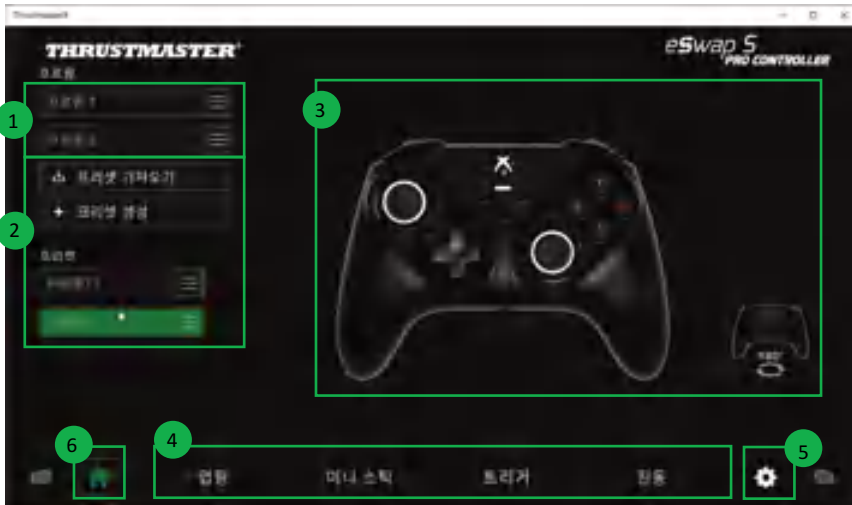 THRUSTMASTER
eSwap S
PRO CONTROLLER
프로필
프로필 1
프로필 2
1
3
프리셋 가져오기
프리셋 생성
2
프리셋
6
4
5
맵핑
미니 스틱
트리거
진동